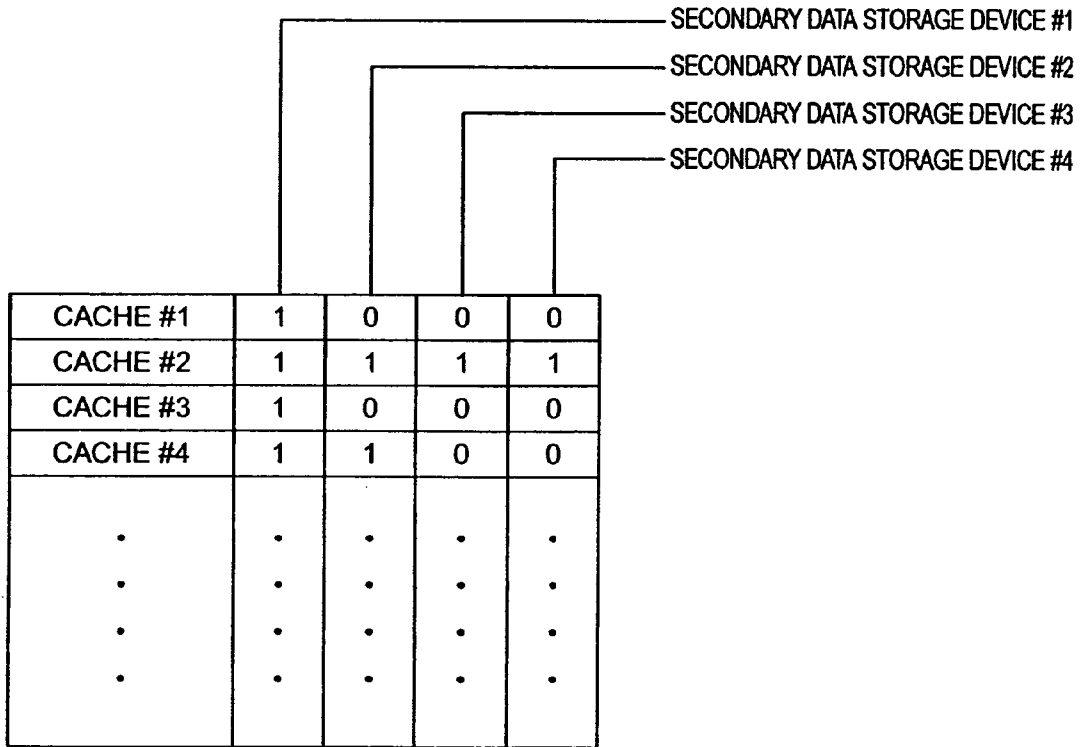 SECONDARY DATA STORAGE DEVICE #1
SECONDARY DATA STORAGE DEVICE #2
SECONDARY DATA STORAGE DEVICE #3
SECONDARY DATA STORAGE DEVICE #4
CACHE #1 1 0 0 0
CACHE #2 1 1 1 1
CACHE #3 1 0 0 0
CACHE #4 1 1 0 0